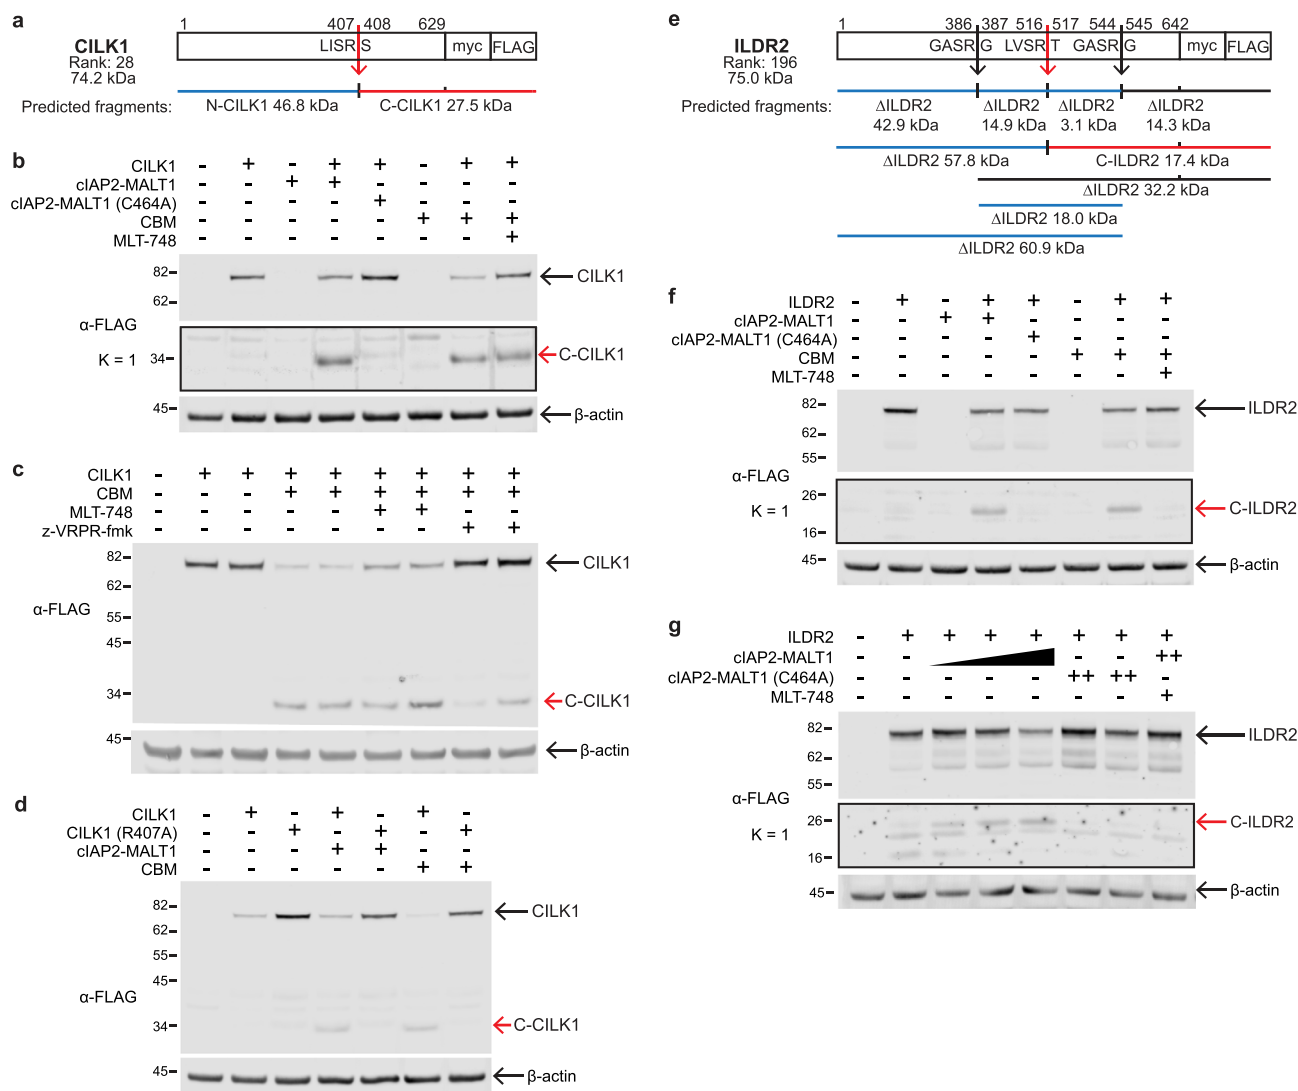 a
1 407 408 629
CILK1
Rank: 28
74.2 kDa
LISR S myc FLAG
Predicted fragments: N-CILK1 46.8 kDa C-CILK1 27.5 kDa
b
CILK1 - + - + + - + +
cIAP2-MALT1 - - + + - - - -
cIAP2-MALT1 (C464A) - - - - + - - -
CBM - - - - - + + +
MLT-748 - - - - - - - +
82
62
CILK1
α-FLAG
K = 1
34
C-CILK1
45
β-actin
c
CILK1 - + + + + + + + +
CBM - - - + + + + + +
MLT-748 - - - - - + + - -
z-VRPR-fmk - - - - - - - + +
82
CILK1
62
α-FLAG
55
45
34
C-CILK1
45
β-actin
d
CILK1 - + - + - + -
CILK1 (R407A) - - + - + - +
cIAP2-MALT1 - - - + + - -
CBM - - - - - + +
82
CILK1
62
55
45
α-FLAG
34
C-CILK1
45
β-actin
e
1 386 387 516 517 544 545 642
ILDR2
Rank: 196
75.0 kDa
GASR G LVSR T GASR G myc FLAG
Predicted fragments:
ΔILDR2 ΔILDR2 ΔILDR2 ΔILDR2
42.9 kDa 14.9 kDa 3.1 kDa 14.3 kDa
ΔILDR2 57.8 kDa C-ILDR2 17.4 kDa
ΔILDR2 32.2 kDa
ΔILDR2 18.0 kDa
ΔILDR2 60.9 kDa
f
ILDR2 - + - + + - + +
cIAP2-MALT1 - - + + - - - -
cIAP2-MALT1 (C464A) - - - - + - - -
CBM - - - - - + + +
MLT-748 - - - - - - - +
82
ILDR2
62
55
α-FLAG
K = 1
26
C-ILDR2
16
45
β-actin
g
ILDR2 - + + + + + + +
cIAP2-MALT1 - - - - ++
cIAP2-MALT1 (C464A) - - - - - ++ ++ -
MLT-748 - - - - - - - +
82
ILDR2
62
55
α-FLAG
K = 1
26
C-ILDR2
16
45
β-actin